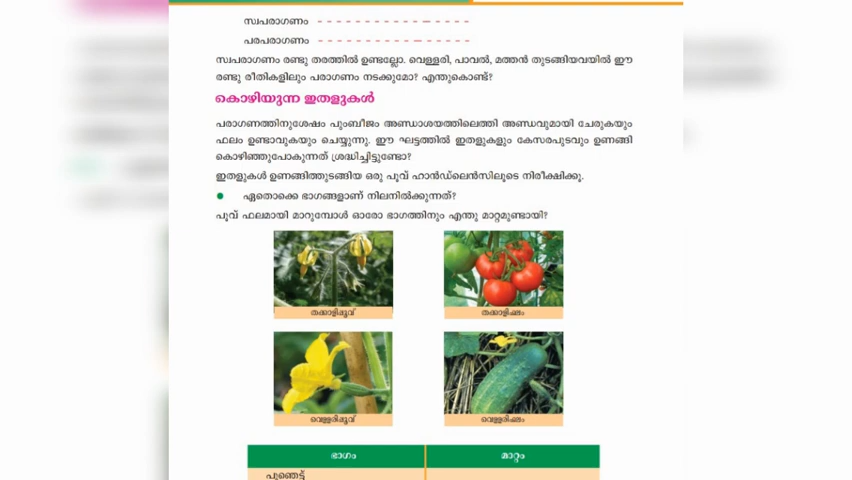 സ്വപരാഗണം
പരപരാഗണം
സ്വപരാഗണം രണ്ടു തരത്തിൽ ഉണ്ടല്ലോ. വെള്ളരി, പാവൽ, മത്തൻ തുടങ്ങിയവയിൽ ഈ
രണ്ടു രീതികളിലും പരാഗണം നടക്കുമോ? എന്തുകൊണ്ട്?
കൊഴിയുന്ന ഇതളുകൾ
പരാഗണത്തിനുശേഷം പുംബീജം അണ്ഡാശയത്തിലെത്തി അണ്ഡവുമായി ചേരുകയും
ഫലം ഉണ്ടാവുകയും ചെയ്യുന്നു. ഈ ഘട്ടത്തിൽ ഇതളുകളും കേസരപുടവും ഉണങ്ങി
കൊഴിഞ്ഞുപോകുന്നത് ശ്രദ്ധിച്ചിട്ടുണ്ടോ?
ഇതളുകൾ ഉണങ്ങിത്തുടങ്ങിയ ഒരു പൂവ് ഹാൻഡ്‌ലെൻസിലൂടെ നിരീക്ഷിക്കൂ.
ഏതൊക്കെ ഭാഗങ്ങളാണ് നിലനിൽക്കുന്നത്?
പൂവ് ഫലമായി മാറുമ്പോൾ ഓരോ ഭാഗത്തിനും എന്തു മാറ്റമുണ്ടായി?
തക്കാളിപ്പൂവ് തക്കാളിഫലം
വെള്ളരിപ്പൂവ് വെള്ളരിഫലം
ഭാഗം മാറ്റം
പൂഞെട്ട്